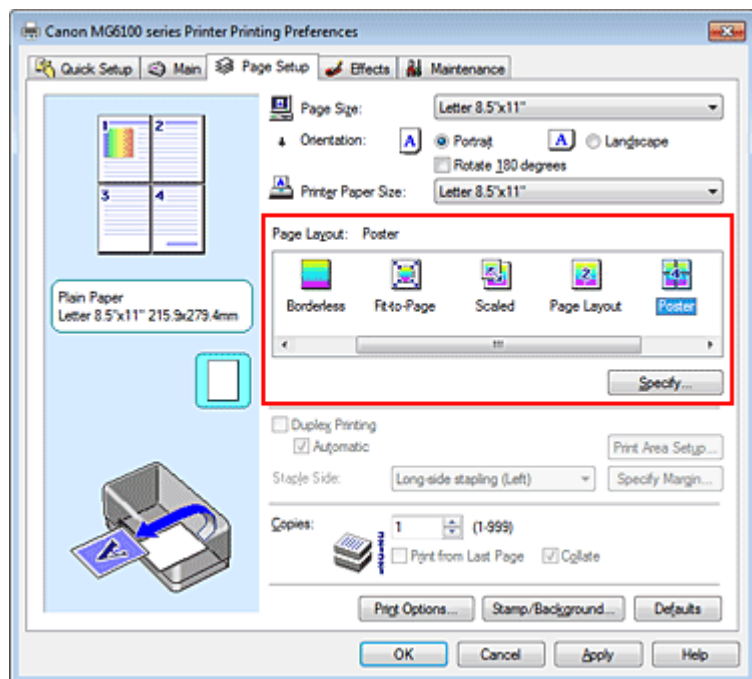 Canon MG6100 series Printer Printing Preferences
Quick Setup Main Page Setup Effects Maintenance
1 2
3 4
Plain Paper
Letter 8.5"x11" 215.9x279.4mm
Page Size: Letter 8.5"x11"
Orientation: A Portrait A Landscape
Rotate 180 degrees
Printer Paper Size: Letter 8.5"x11"
Page Layout: Poster
Borderless Fit-to-Page Scaled Page Layout Poster
Specify...
Duplex Printing
Automatic Print Area Setup...
Staple Side: Long-side stapling (Left) Specify Margin...
Copies: 1 (1-999)
Print from Last Page Collate
Print Options... Stamp/Background... Defaults
OK Cancel Apply Help